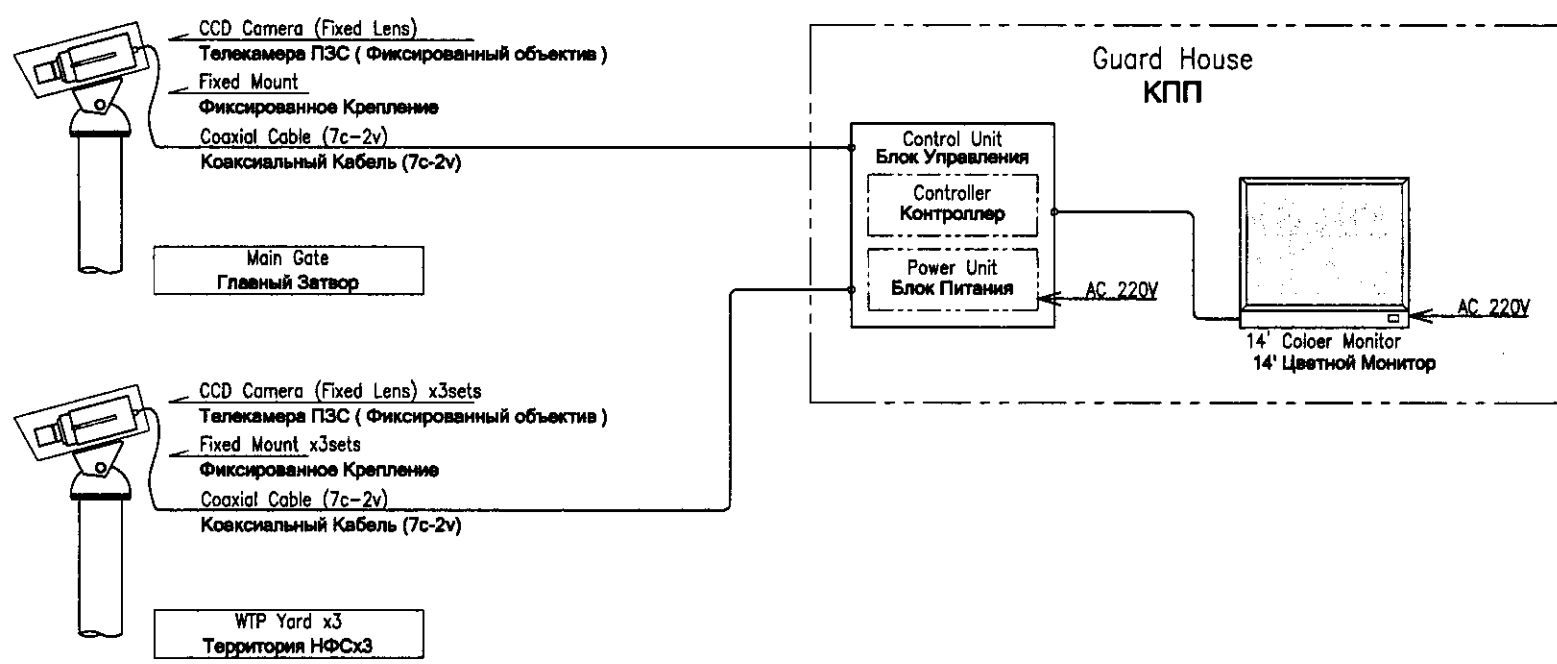 CCD Camera (Fixed Lens)
Телекамера ПЗС ( Фиксированный объектив )
Fixed Mount
Фиксированное Крепление
Coaxial Cable (7c-2v)
Коаксиальный Кабель (7c-2v)
Main Gate
Главный Затвор
Guard House
КПП
Control Unit
Блок Управления
Controller
Контроллер
Power Unit
Блок Питания
AC 220V
AC 220V
14' Coloer Monitor
14' Цветной Монитор
CCD Camera (Fixed Lens) x3sets
Телекамера ПЗС ( Фиксированный объектив )
Fixed Mount x3sets
Фиксированное Крепление
Coaxial Cable (7c-2v)
Коаксиальный Кабель (7c-2v)
WTP Yard x3
Территория НФСх3